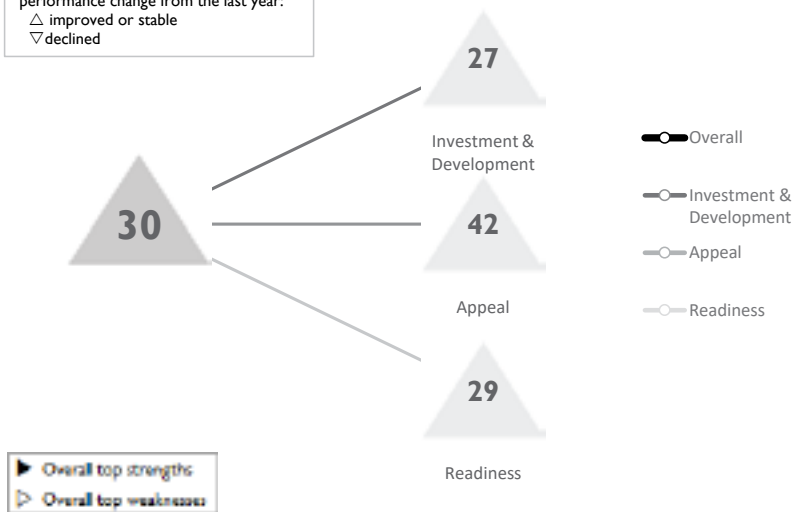 performance change from the last year:
△ improved or stable
▽ declined
27
Investment &
Development
30
42
Appeal
29
Readiness
Overall
Investment &
Development
Appeal
Readiness
▶ Overall top strengths
▷ Overall top weaknesses